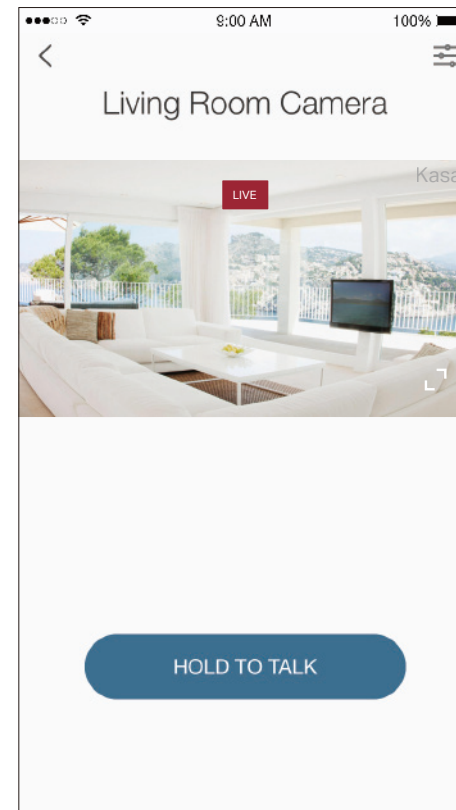 9:00 AM 100%
Living Room Camera
Kasa
LIVE
HOLD TO TALK